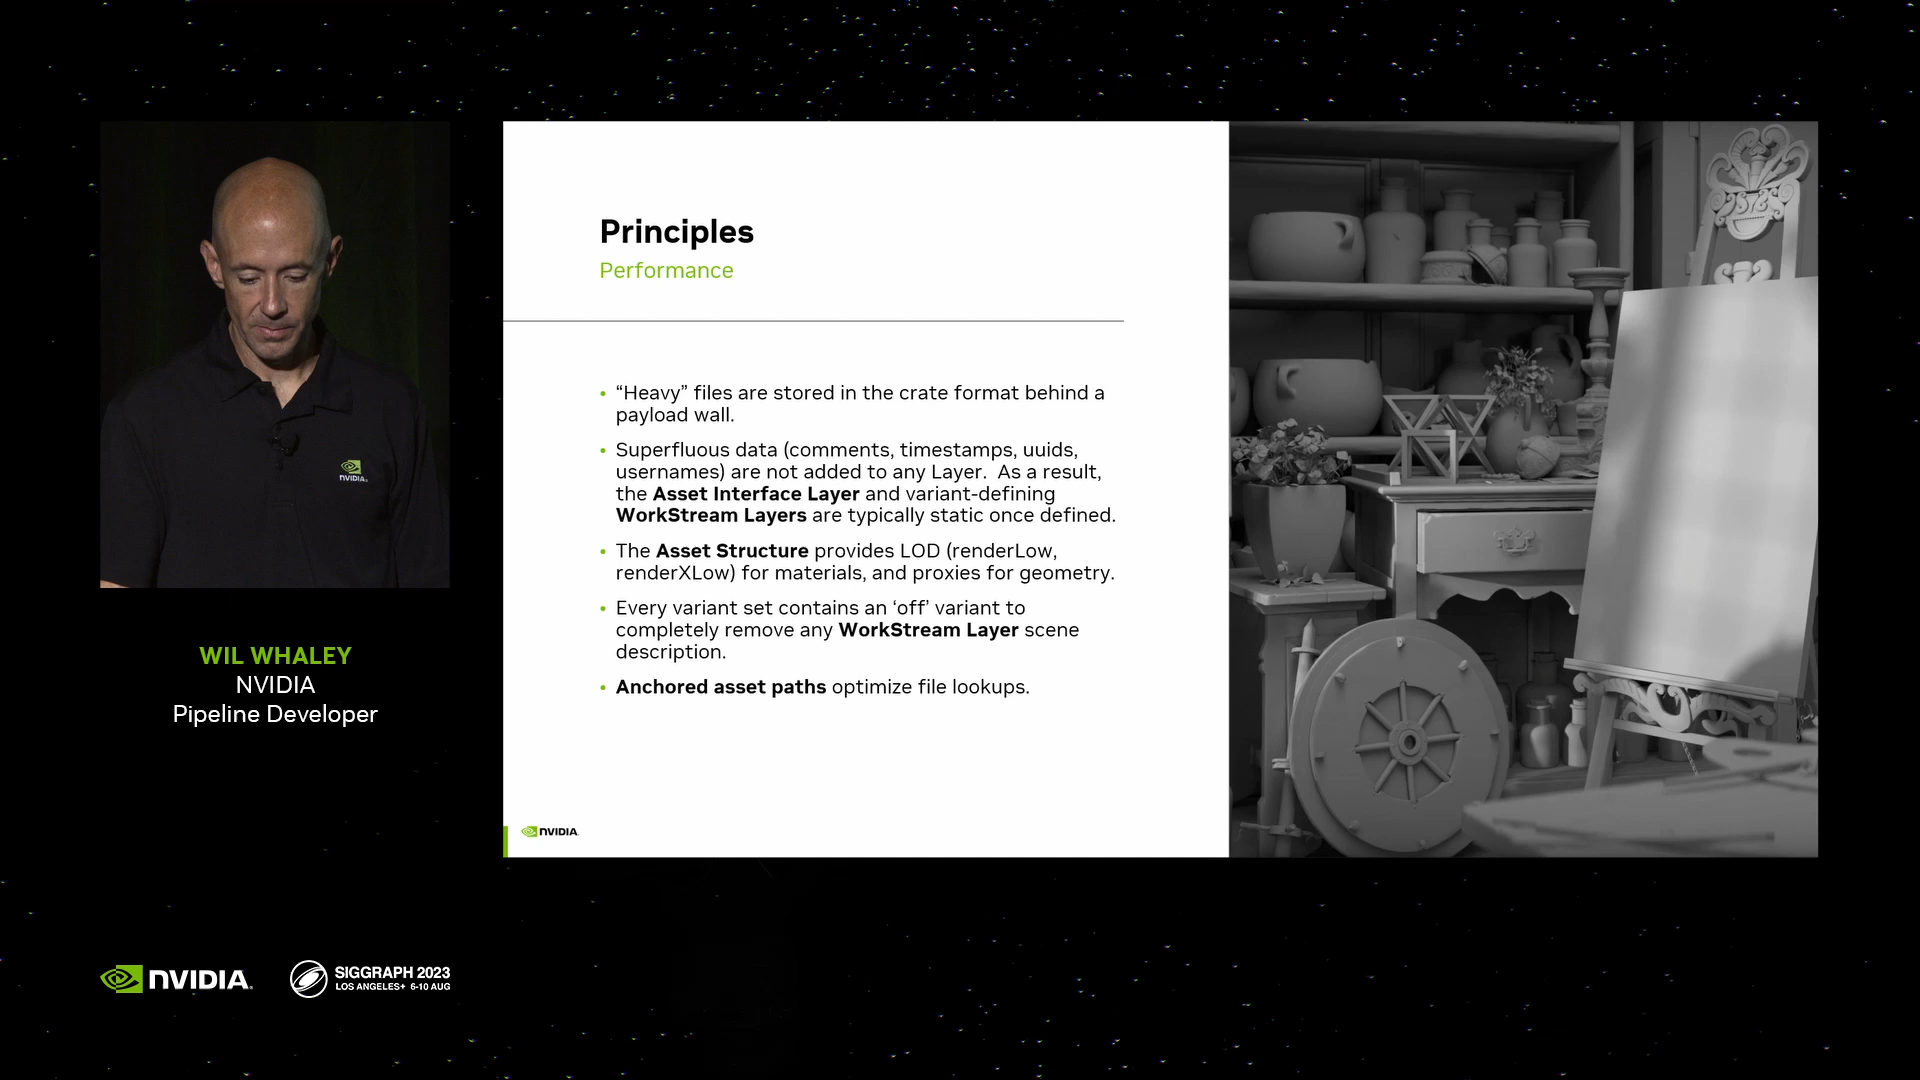 Principles
Performance
• “Heavy” files are stored in the crate format behind a
payload wall.
• Superfluous data (comments, timestamps, uuids,
usernames) are not added to any Layer.  As a result,
the Asset Interface Layer and variant-defining
WorkStream Layers are typically static once defined.
• The Asset Structure provides LOD (renderLow,
renderXLow) for materials, and proxies for geometry.
• Every variant set contains an ‘off’ variant to
completely remove any WorkStream Layer scene
description.
• Anchored asset paths optimize file lookups.
NVIDIA.
NVIDIA.
WIL WHALEY
NVIDIA
Pipeline Developer
NVIDIA.
SIGGRAPH 2023
LOS ANGELES+ 6-10 AUG